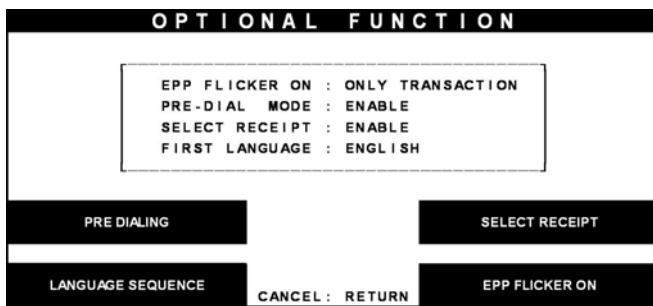 OPTIONAL FUNCTION
EPP FLICKER ON : ONLY TRANSACTION
PRE-DIAL MODE : ENABLE
SELECT RECEIPT : ENABLE
FIRST LANGUAGE : ENGLISH
PRE DIALING
SELECT RECEIPT
LANGUAGE SEQUENCE
CANCEL: RETURN
EPP FLICKER ON